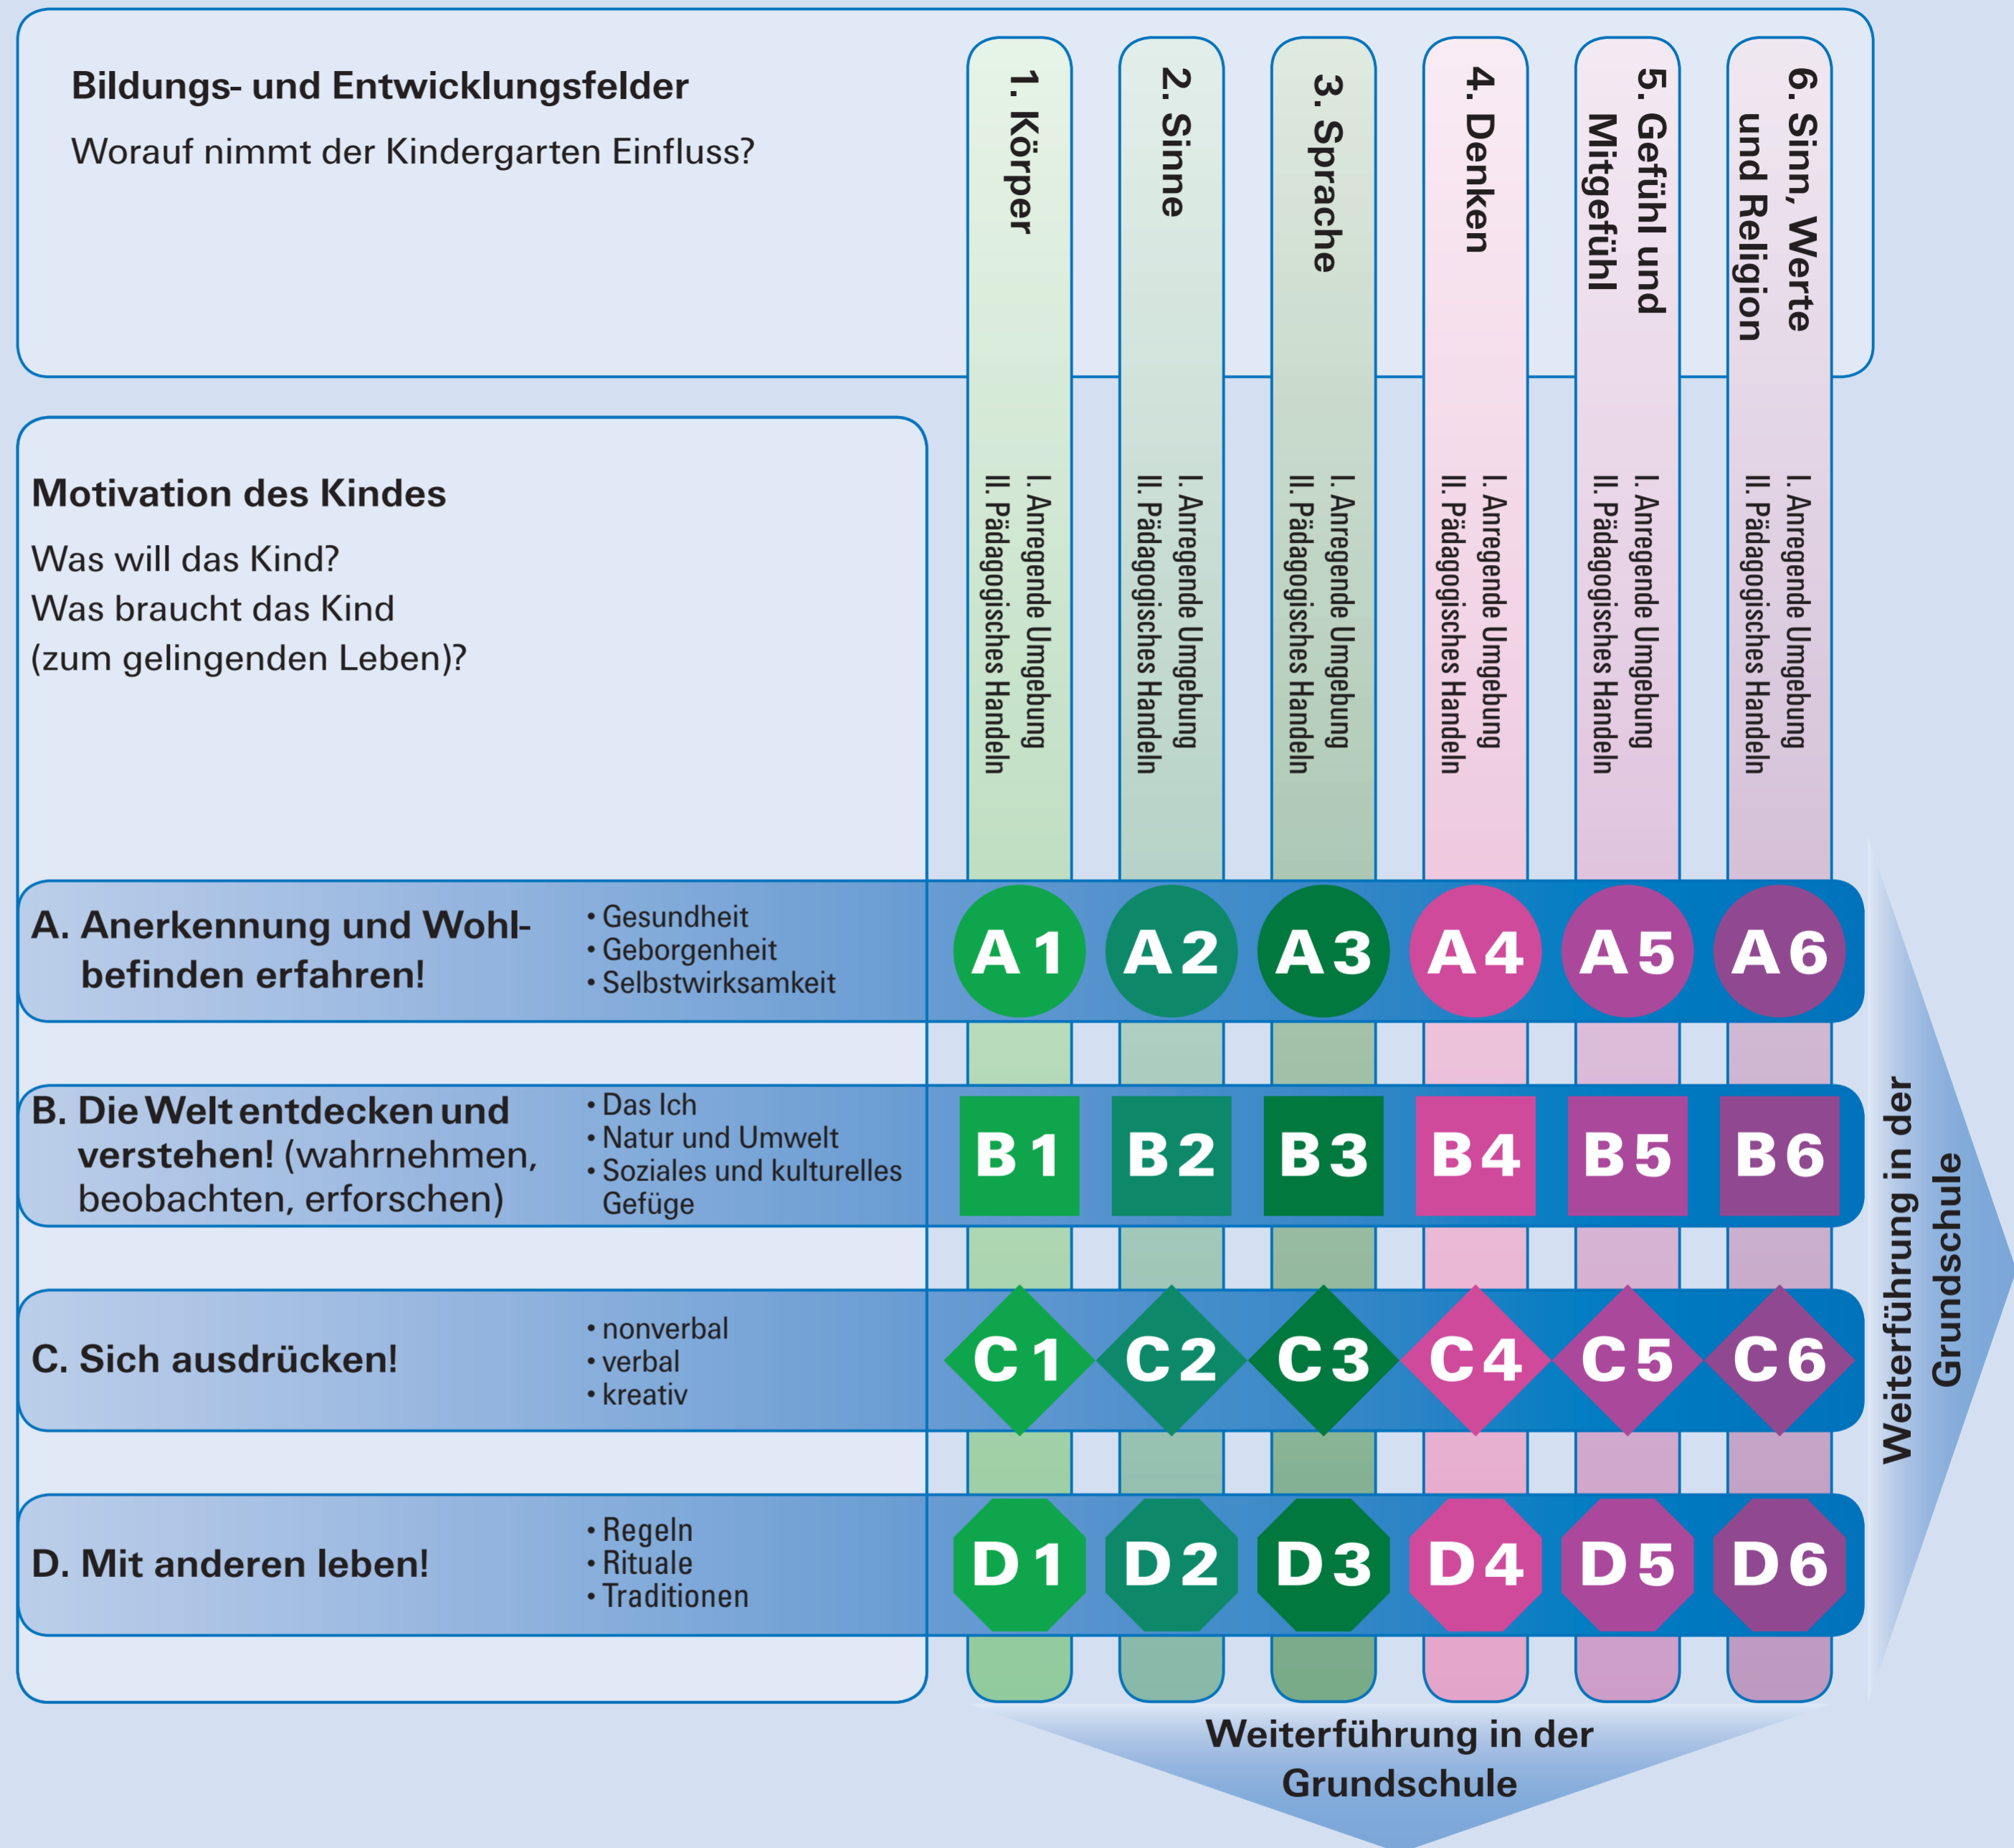 Bildungs- und Entwicklungsfelder
Worauf nimmt der Kindergarten Einfluss?
1. Körper
2. Sinne
3. Sprache
4. Denken
5. Gefühl und
Mitgefühl
6. Sinn, Werte
und Religion
Motivation des Kindes
Was will das Kind?
Was braucht das Kind
(zum gelingenden Leben)?
I. Anregende Umgebung
II. Pädagogisches Handeln
I. Anregende Umgebung
II. Pädagogisches Handeln
I. Anregende Umgebung
II. Pädagogisches Handeln
I. Anregende Umgebung
II. Pädagogisches Handeln
I. Anregende Umgebung
II. Pädagogisches Handeln
I. Anregende Umgebung
II. Pädagogisches Handeln
A. Anerkennung und Wohl-
befinden erfahren!
• Gesundheit
• Geborgenheit
• Selbstwirksamkeit
A1 A2 A3 A4 A5 A6
B. Die Welt entdecken und
verstehen! (wahrnehmen,
beobachten, erforschen)
• Das Ich
• Natur und Umwelt
• Soziales und kulturelles
Gefüge
B1 B2 B3 B4 B5 B6
C. Sich ausdrücken!
• nonverbal
• verbal
• kreativ
C1 C2 C3 C4 C5 C6
D. Mit anderen leben!
• Regeln
• Rituale
• Traditionen
D1 D2 D3 D4 D5 D6
Weiterführung in der
Grundschule
Weiterführung in der
Grundschule